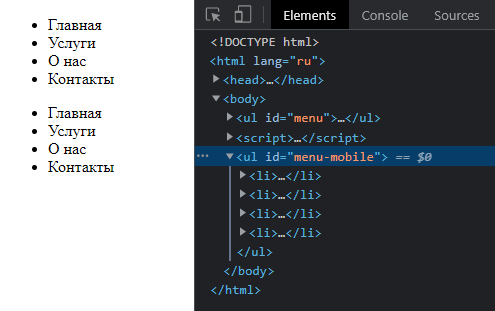 Главная
Услуги
О нас
Контакты
Главная
Услуги
О нас
Контакты
Elements Console Sources
<!DOCTYPE html>
<html lang="ru">
<head>…</head>
<body>
<ul id="menu">…</ul>
<script>…</script>
<ul id="menu-mobile"> == $0
<li>…</li>
<li>…</li>
<li>…</li>
<li>…</li>
</ul>
</body>
</html>